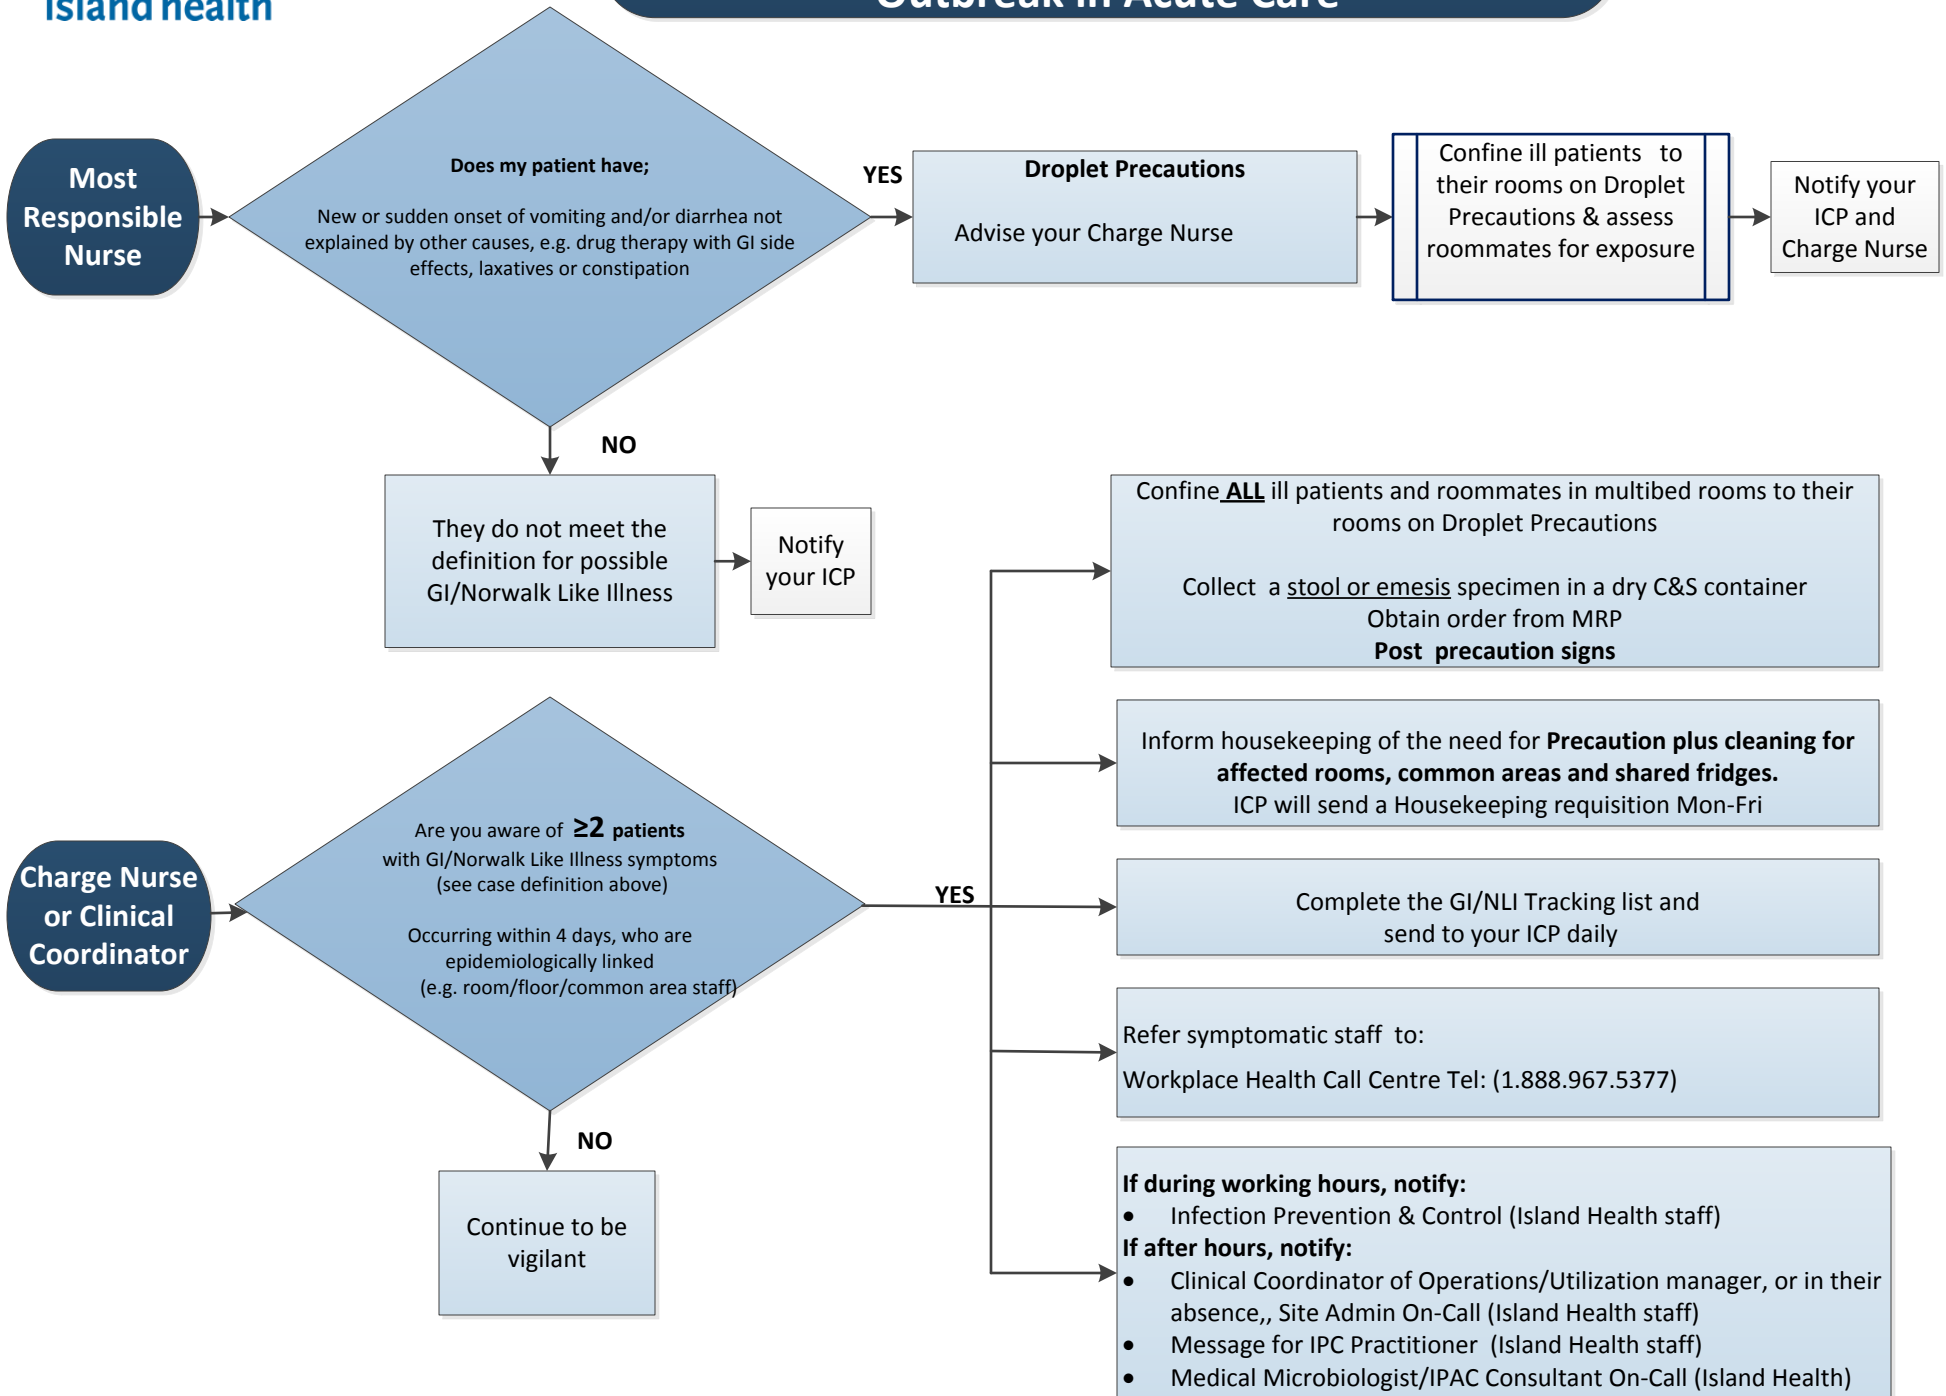 island health
Outbreak in Acute Care
Most
Responsible
Nurse
Does my patient have;
New or sudden onset of vomiting and/or diarrhea not
explained by other causes, e.g. drug therapy with GI side
effects, laxatives or constipation
YES
Droplet Precautions
Advise your Charge Nurse
Confine ill patients to
their rooms on Droplet
Precautions & assess
roommates for exposure
Notify your
ICP and
Charge Nurse
NO
They do not meet the
definition for possible
GI/Norwalk Like Illness
Notify
your ICP
Charge Nurse
or Clinical
Coordinator
Are you aware of ≥2 patients
with GI/Norwalk Like Illness symptoms
(see case definition above)
Occurring within 4 days, who are
epidemiologically linked
(e.g. room/floor/common area staff)
YES
NO
Continue to be
vigilant
Confine ALL ill patients and roommates in multibed rooms to their
rooms on Droplet Precautions
Collect a stool or emesis specimen in a dry C&S container
Obtain order from MRP
Post precaution signs
Inform housekeeping of the need for Precaution plus cleaning for
affected rooms, common areas and shared fridges.
ICP will send a Housekeeping requisition Mon-Fri
Complete the GI/NLI Tracking list and
send to your ICP daily
Refer symptomatic staff to:
Workplace Health Call Centre Tel: (1.888.967.5377)
If during working hours, notify:
• Infection Prevention & Control (Island Health staff)
If after hours, notify:
• Clinical Coordinator of Operations/Utilization manager, or in their
absence,, Site Admin On-Call (Island Health staff)
• Message for IPC Practitioner (Island Health staff)
• Medical Microbiologist/IPAC Consultant On-Call (Island Health)